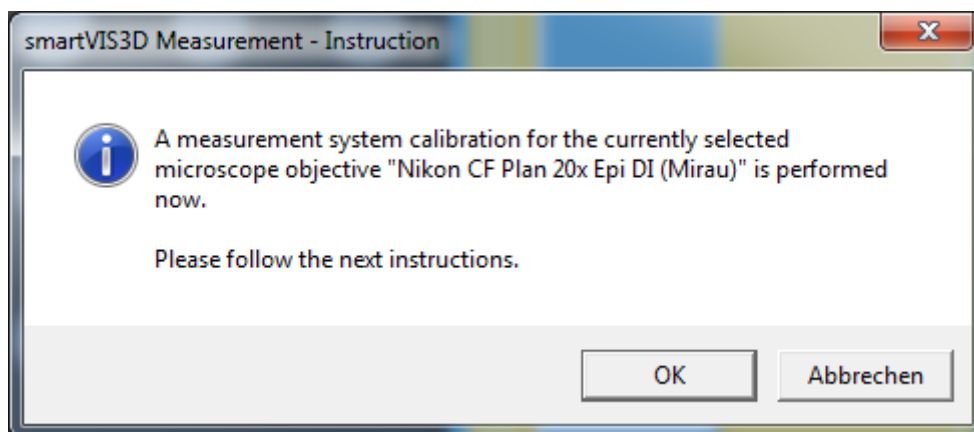 smartVIS3D Measurement - Instruction
A measurement system calibration for the currently selected
microscope objective "Nikon CF Plan 20x Epi DI (Mirau)" is performed
now.
Please follow the next instructions.
OK
Abbrechen